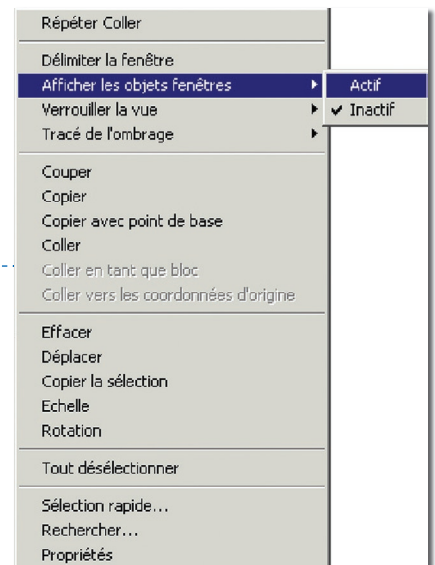 Répéter Coller
Délimiter la fenêtre
Afficher les objets fenêtres
Actif
Verrouiller la vue
Inactif
Tracé de l'ombrage
Couper
Copier
Copier avec point de base
Coller
Coller en tant que bloc
Coller vers les coordonnées d'origine
Effacer
Déplacer
Copier la sélection
Echelle
Rotation
Tout désélectionner
Sélection rapide...
Rechercher...
Propriétés